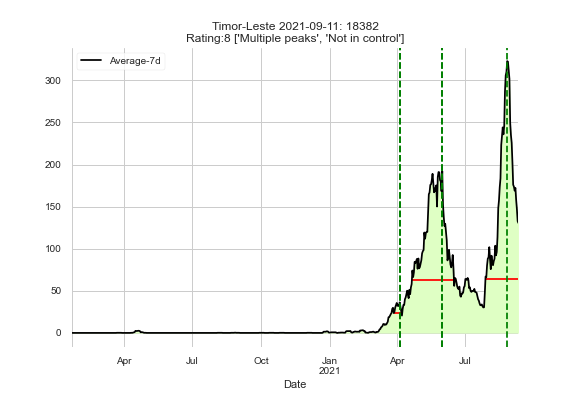 Timor-Leste 2021-09-11: 18382
Rating:8 ['Multiple peaks', 'Not in control']
Average-7d
300
250
200
150
100
50
0
Apr
Jul
Oct
Jan
2021
Apr
Jul
Date